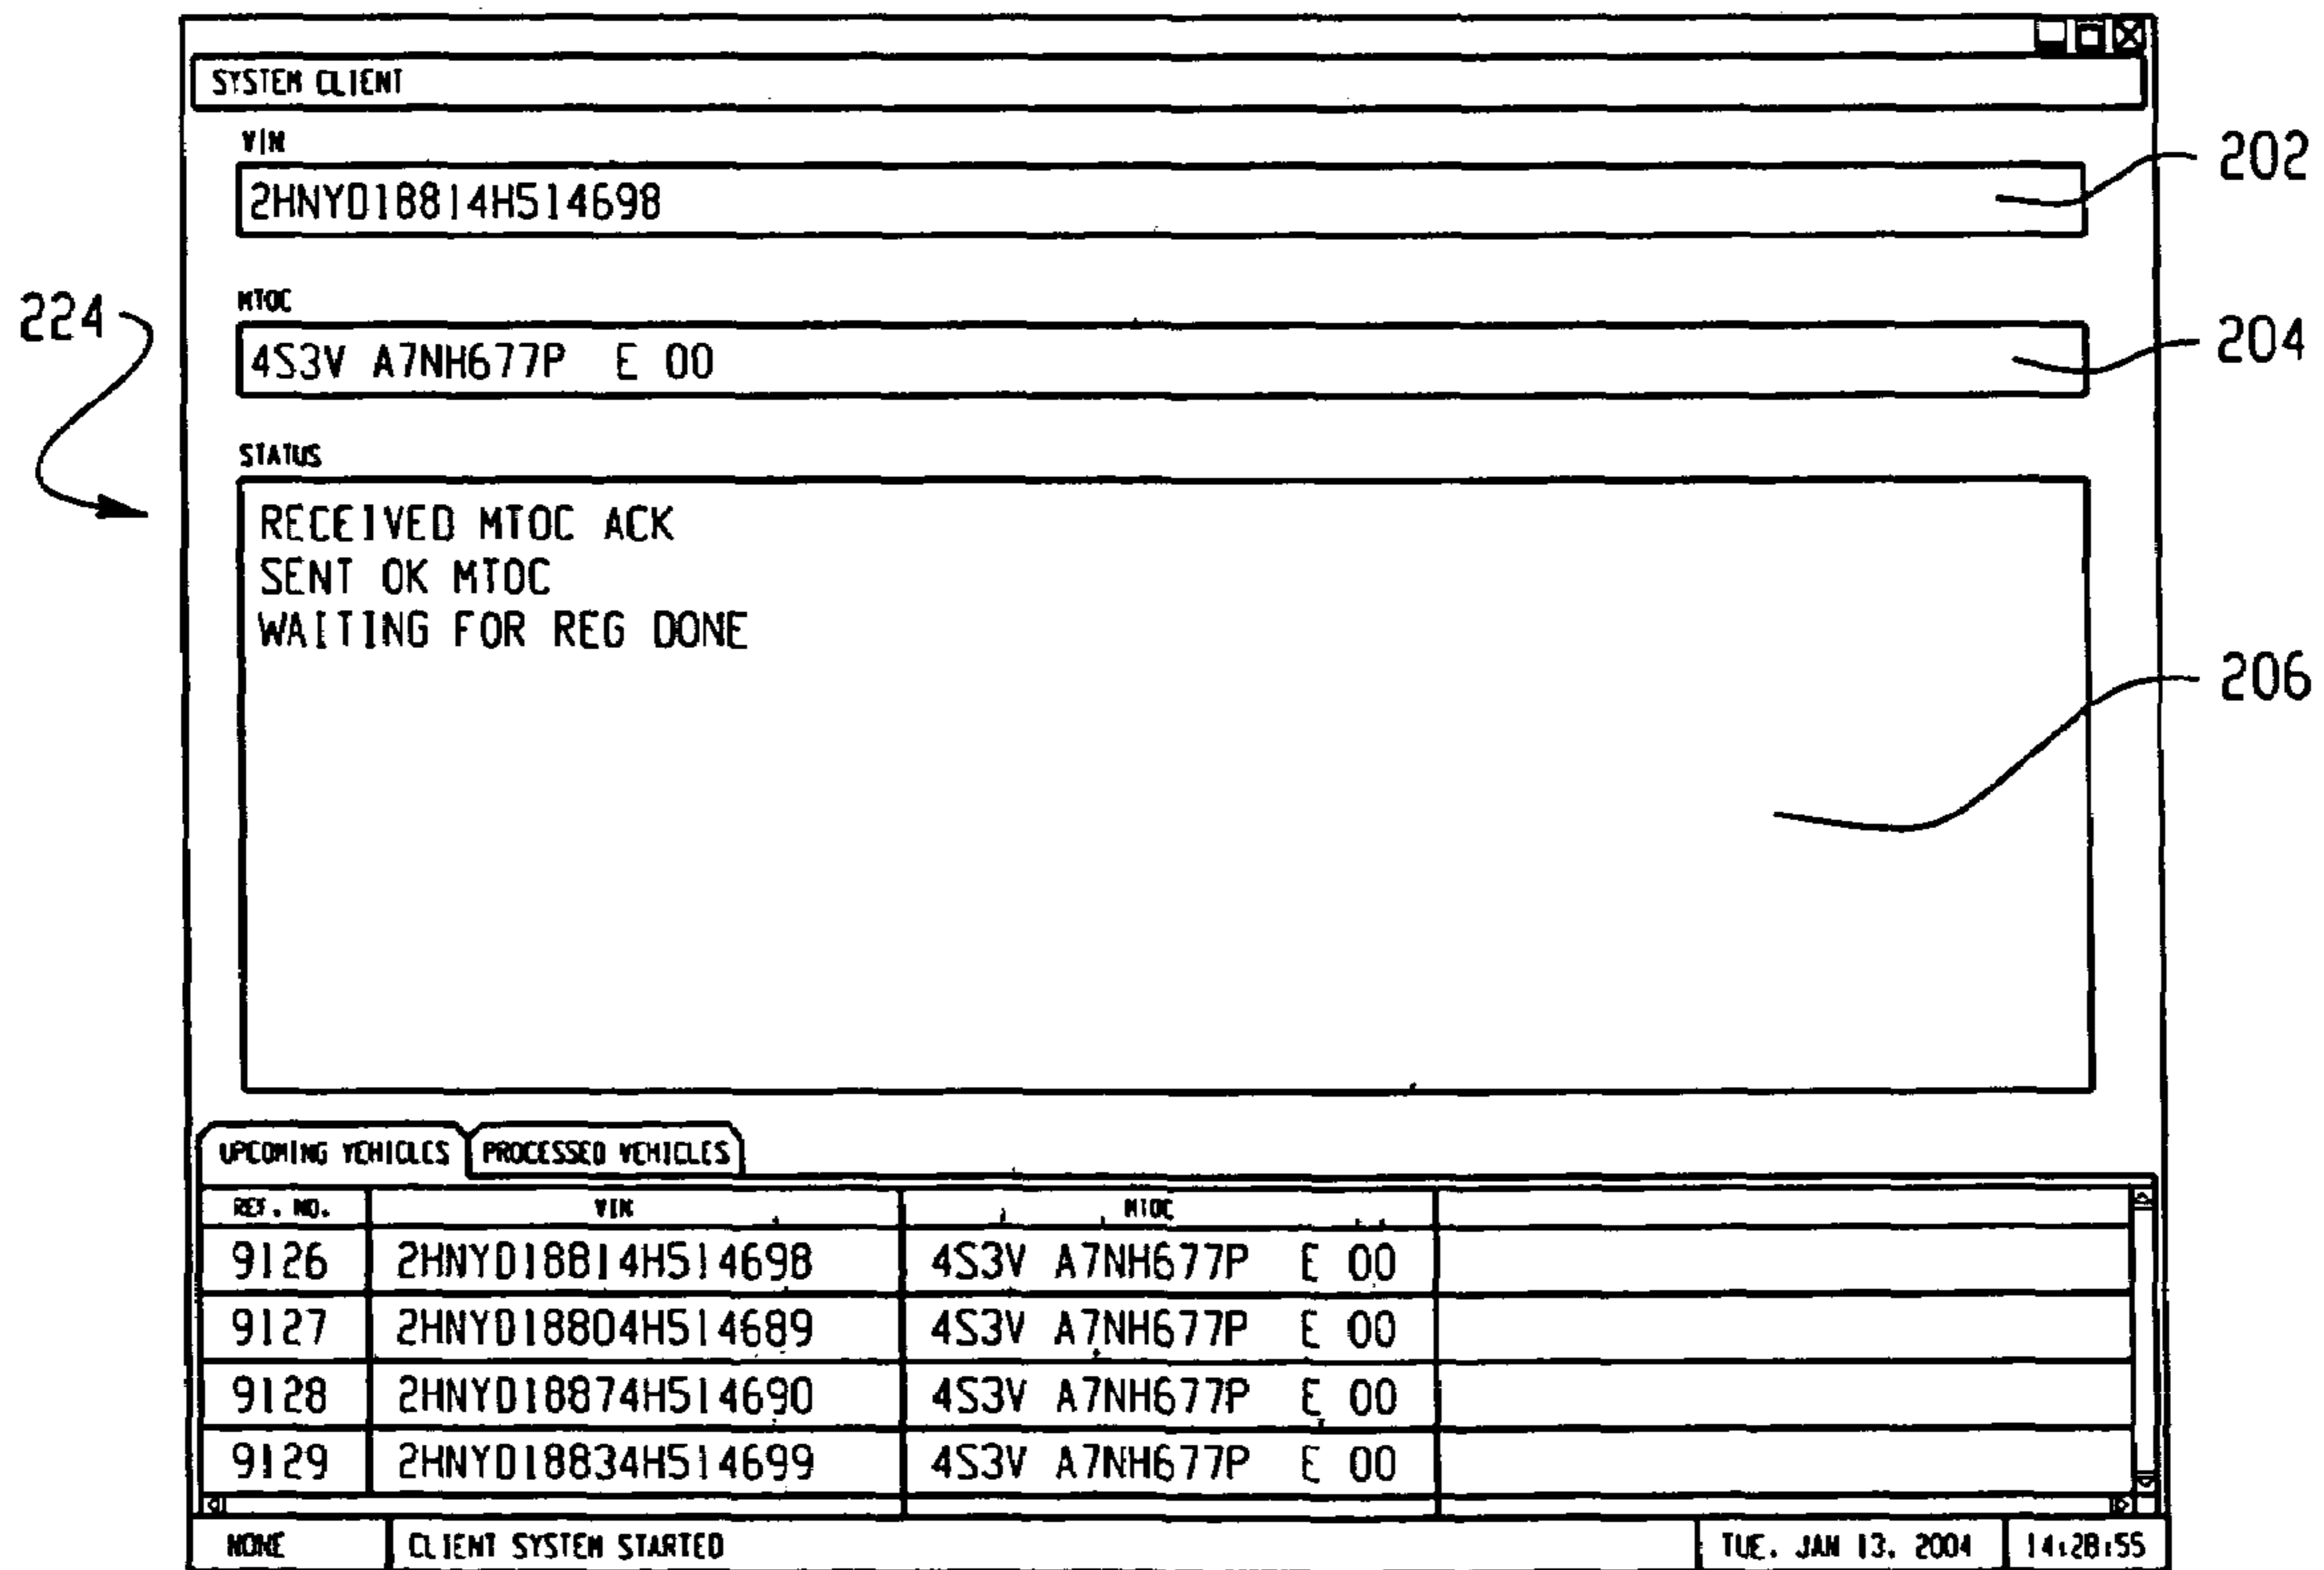 SYSTEM CLIENT
VIN
2HNYD18814H514698
202
MTOC
4S3V A7NH677P E 00
204
224
STATUS
RECEIVED MTOC ACK
SENT OK MTOC
WAITING FOR REG DONE
206
UPCOMING VEHICLES PROCESSED VEHICLES
REF. NO. VIN MTOC
9126 2HNYD18814H514698 4S3V A7NH677P E 00
9127 2HNYD18804H514689 4S3V A7NH677P E 00
9128 2HNYD18874H514690 4S3V A7NH677P E 00
9129 2HNYD18834H514699 4S3V A7NH677P E 00
NONE CLIENT SYSTEM STARTED TUE. JAN 13. 2004 14:28:55